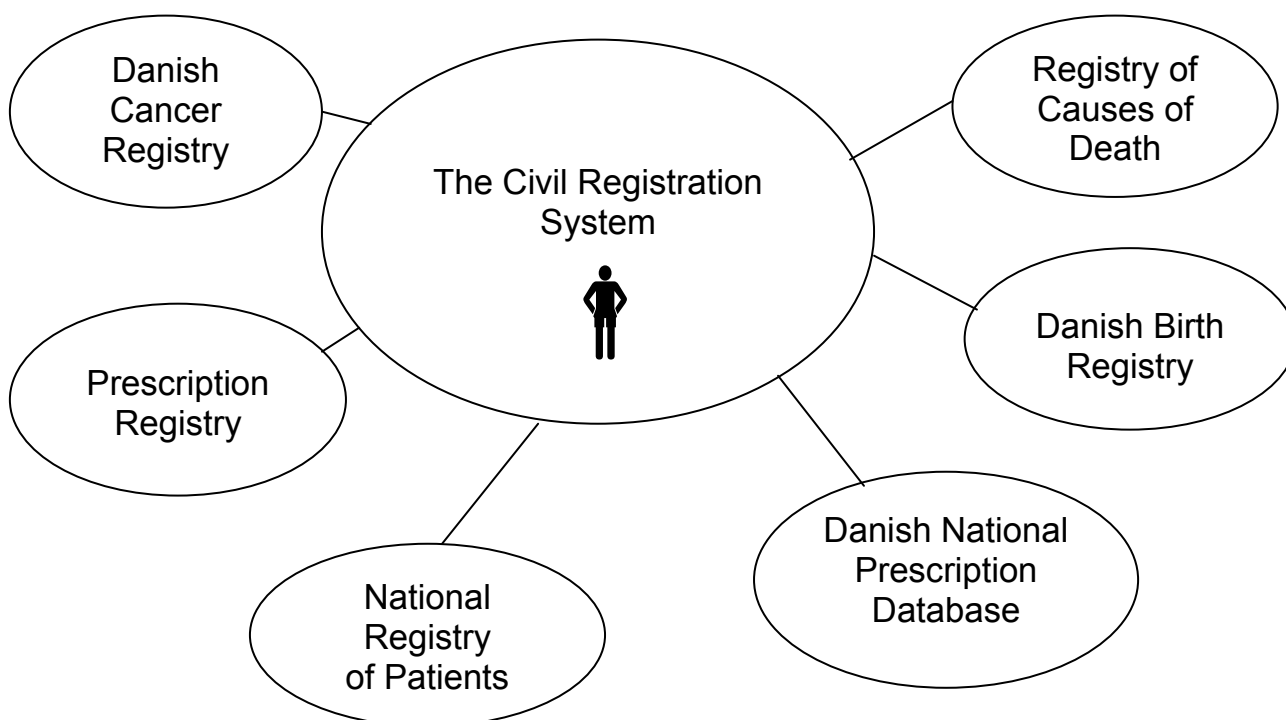 Danish
Cancer
Registry
The Civil Registration
System
Registry of
Causes of
Death
Danish Birth
Registry
Prescription
Registry
National
Registry
of Patients
Danish National
Prescription
Database